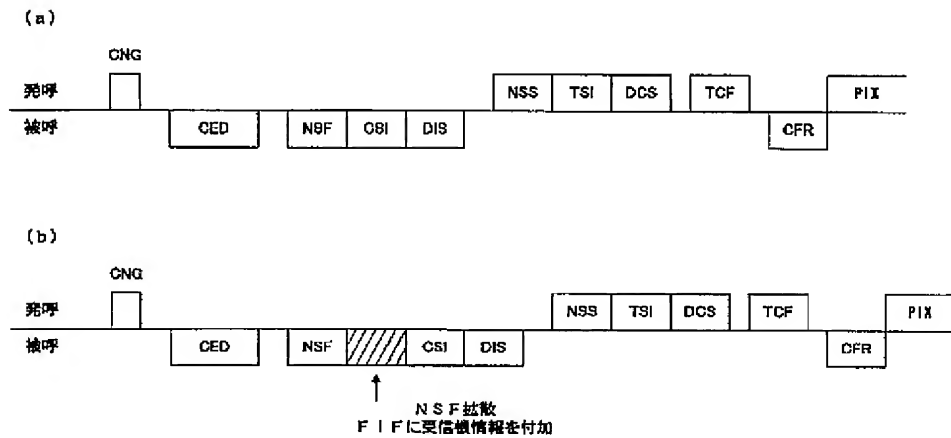 (a)
CNG
発呼 NSS TSI DCS TCF PIX
被呼 CED NSF CSI DIS CFR
(b)
CNG
発呼 NSS TSI DCS TCF PIX
被呼 CED NSF CSI DIS CFR
NSF拡散
FIFに受信機情報を付加